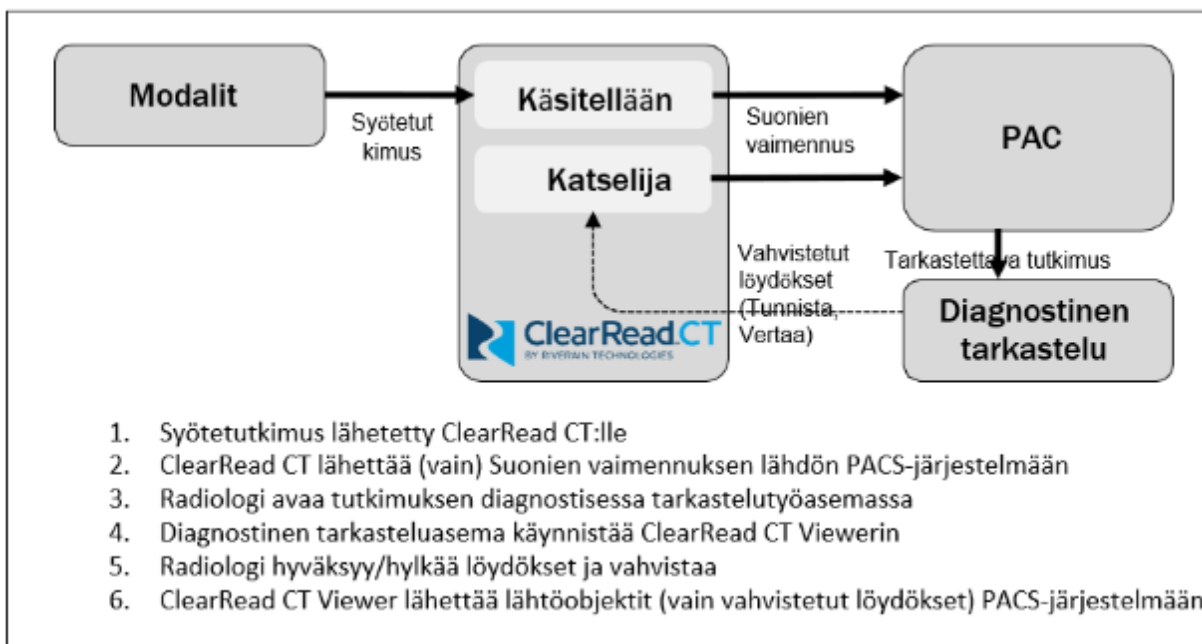 Modalit
Syötetut
kimus
Käsitellään
Katselija
Suonien
vaimennus
PAC
Vahvistetut
löydökset
(Tunnista,
Vertaa)
Tarkastettava tutkimus
Diagnostinen
tarkastelu
ClearRead.CT
BY RIVERAIN TECHNOLOGIES
1. Syötetutkimus lähetetty ClearRead CT:lle
2. ClearRead CT lähettää (vain) Suonien vaimennuksen lähdön PACS-järjestelmään
3. Radiologi avaa tutkimuksen diagnostisessa tarkastelutyöasemassa
4. Diagnostinen tarkasteluasema käynnistää ClearRead CT Viewerin
5. Radiologi hyväksyy/hylkää löydökset ja vahvistaa
6. ClearRead CT Viewer lähettää lähtöobjektit (vain vahvistetut löydökset) PACS-järjestelmään